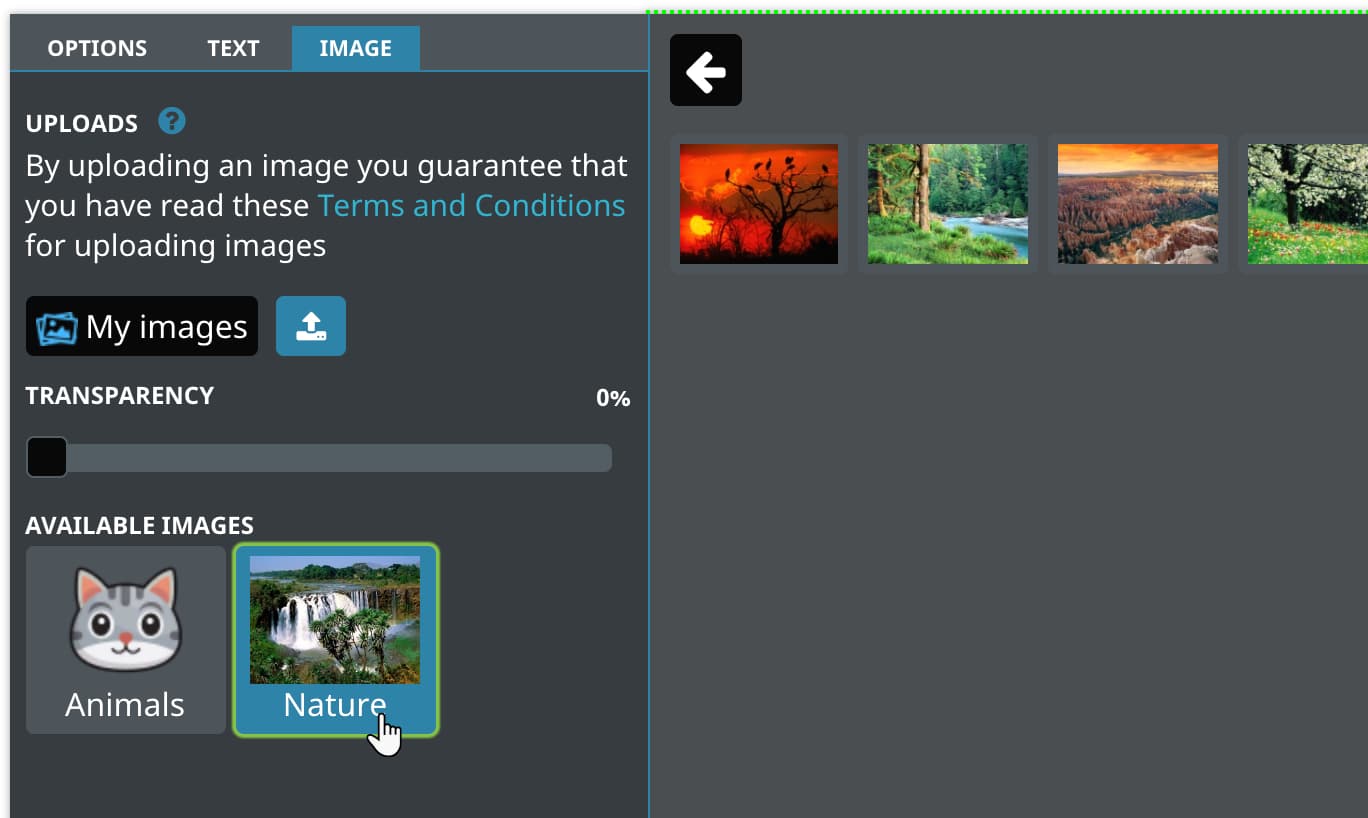 OPTIONS TEXT IMAGE
UPLOADS ?
By uploading an image you guarantee that
you have read these Terms and Conditions
for uploading images
My images
TRANSPARENCY 0%
AVAILABLE IMAGES
Animals Nature